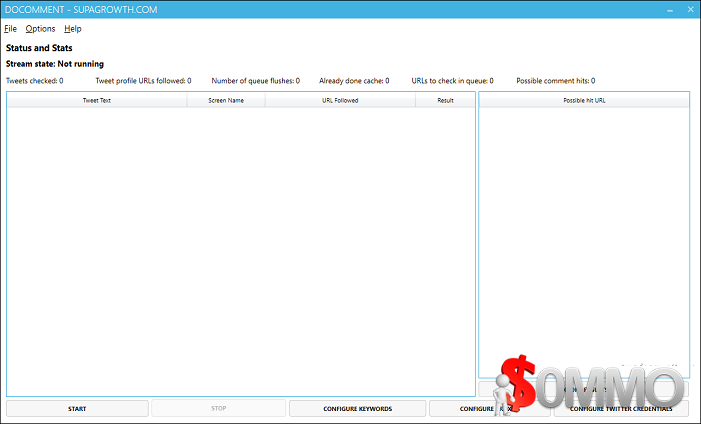 DOCOMMENT - SUPAGROWTH.COM
File Options Help
Status and Stats
Stream state: Not running
Tweets checked: 0 Tweet profile URLs followed: 0 Number of queue flushes: 0 Already done cache: 0 URLs to check in queue: 0 Possible comment hits: 0
Tweet Text Screen Name URL Followed Result Possible hit URL
$OMMO
START STOP CONFIGURE KEYWORDS CONFIGURE CONFIGURE TWITTER CREDENTIALS